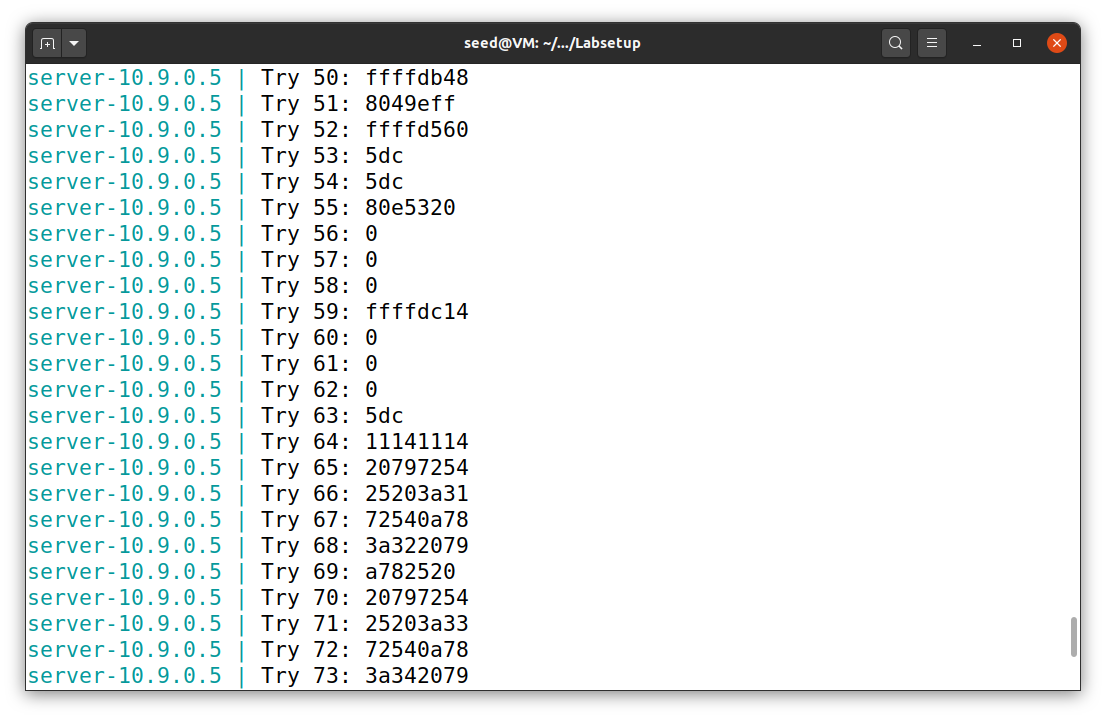 seed@VM: ~/.../Labsetup
server-10.9.0.5 | Try 50: ffffdb48
server-10.9.0.5 | Try 51: 8049eff
server-10.9.0.5 | Try 52: ffffd560
server-10.9.0.5 | Try 53: 5dc
server-10.9.0.5 | Try 54: 5dc
server-10.9.0.5 | Try 55: 80e5320
server-10.9.0.5 | Try 56: 0
server-10.9.0.5 | Try 57: 0
server-10.9.0.5 | Try 58: 0
server-10.9.0.5 | Try 59: ffffdc14
server-10.9.0.5 | Try 60: 0
server-10.9.0.5 | Try 61: 0
server-10.9.0.5 | Try 62: 0
server-10.9.0.5 | Try 63: 5dc
server-10.9.0.5 | Try 64: 11141114
server-10.9.0.5 | Try 65: 20797254
server-10.9.0.5 | Try 66: 25203a31
server-10.9.0.5 | Try 67: 72540a78
server-10.9.0.5 | Try 68: 3a322079
server-10.9.0.5 | Try 69: a782520
server-10.9.0.5 | Try 70: 20797254
server-10.9.0.5 | Try 71: 25203a33
server-10.9.0.5 | Try 72: 72540a78
server-10.9.0.5 | Try 73: 3a342079